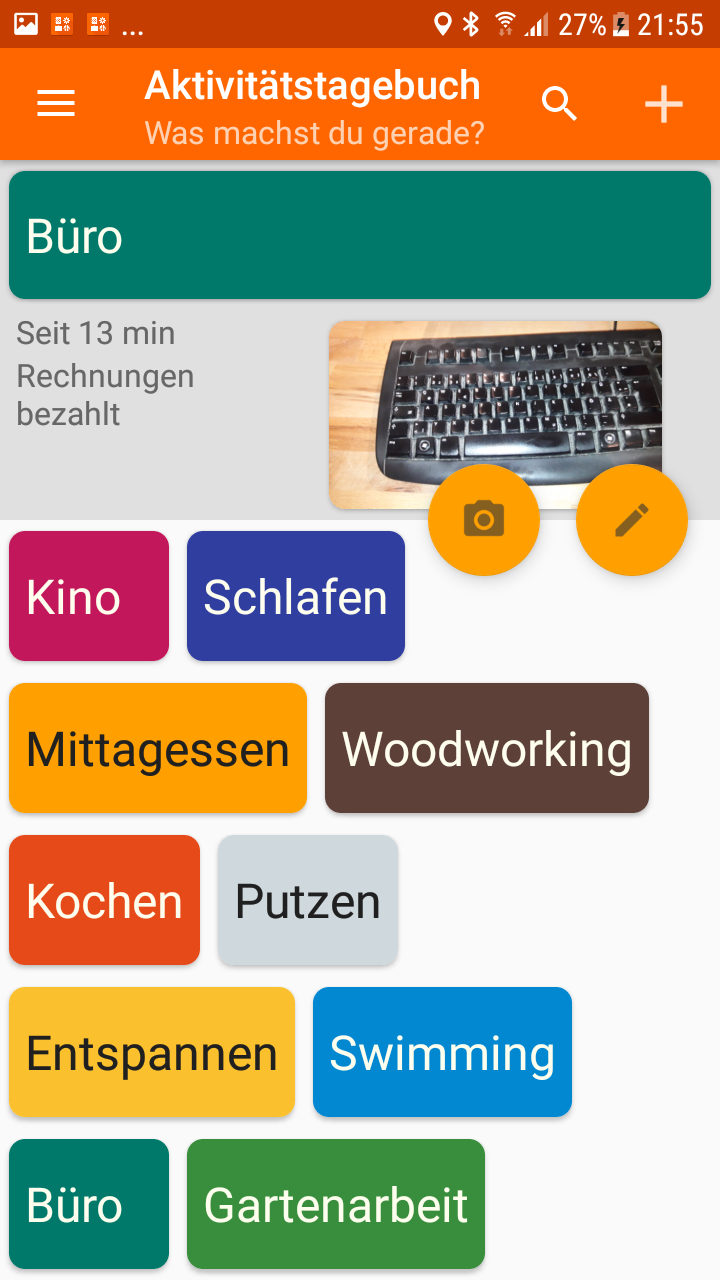 ... 27% 21:55
Aktivitätstagebuch
Was machst du gerade?
Büro
Seit 13 min
Rechnungen
bezahlt
Kino Schlafen
Mittagessen Woodworking
Kochen Putzen
Entspannen Swimming
Büro Gartenarbeit